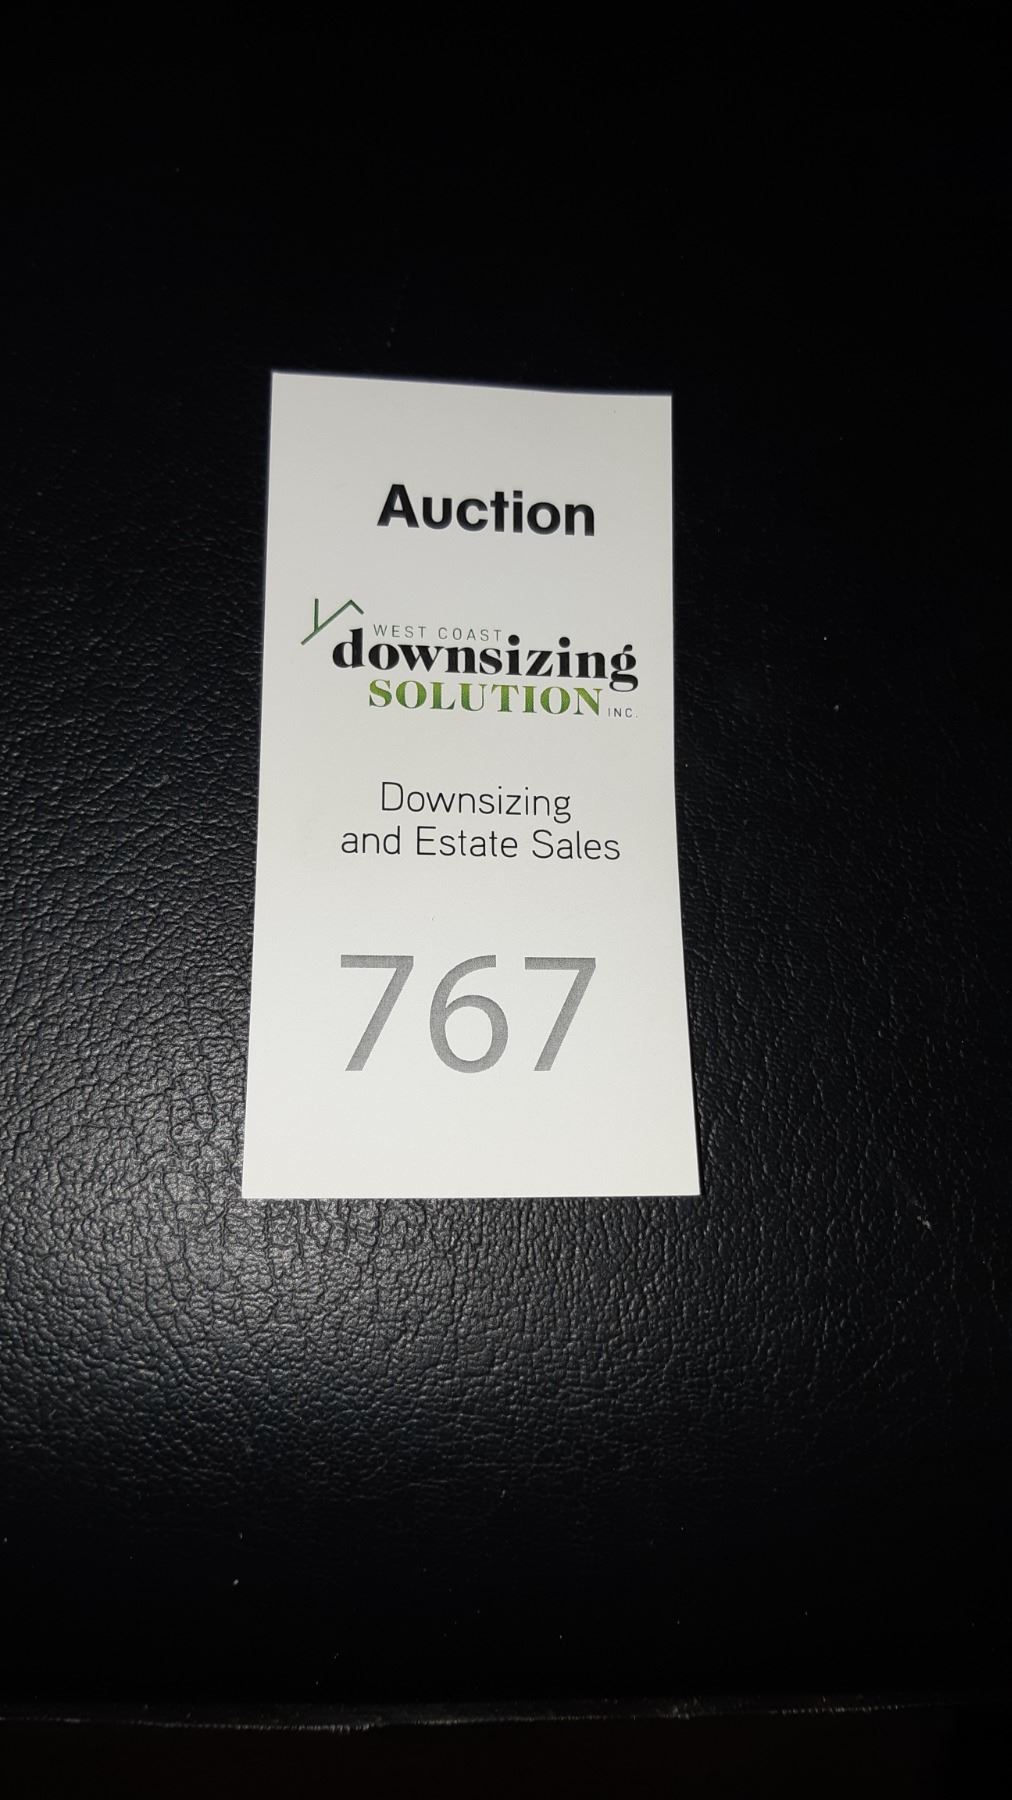 Auction
WEST COAST
downsizing
SOLUTION INC.
Downsizing
and Estate Sales
767